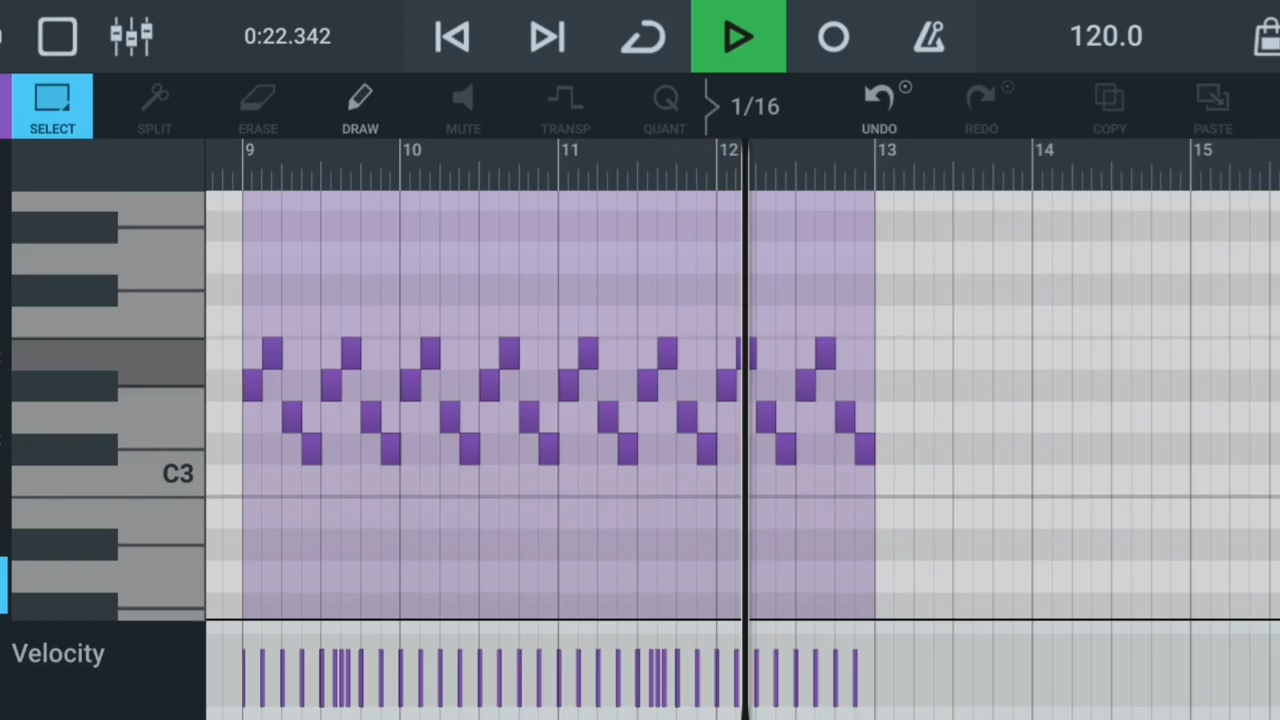 0:22.342 120.0
SELECT SPLIT ERASE DRAW MUTE TRANSP QUANT 1/16 UNDO REDO COPY PASTE
9 10 11 12 13 14 15
C3
Velocity